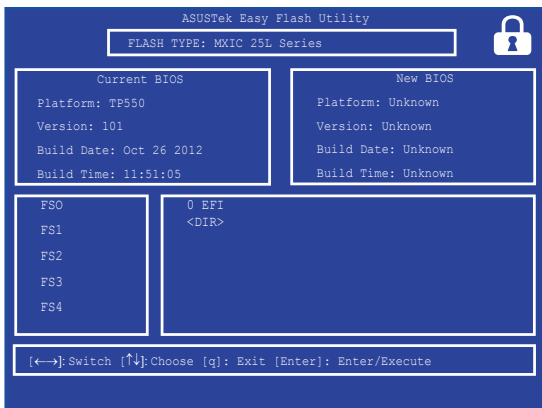 ASUSTek Easy Flash Utility
FLASH TYPE: MXIC 25L Series
Current BIOS
Platform: TP550
Version: 101
Build Date: Oct 26 2012
Build Time: 11:51:05
New BIOS
Platform: Unknown
Version: Unknown
Build Date: Unknown
Build Time: Unknown
FSO
FS1
FS2
FS3
FS4
0 EFI
<DIR>
[←→]: Switch [↑↓]: Choose [q]: Exit [Enter]: Enter/Execute